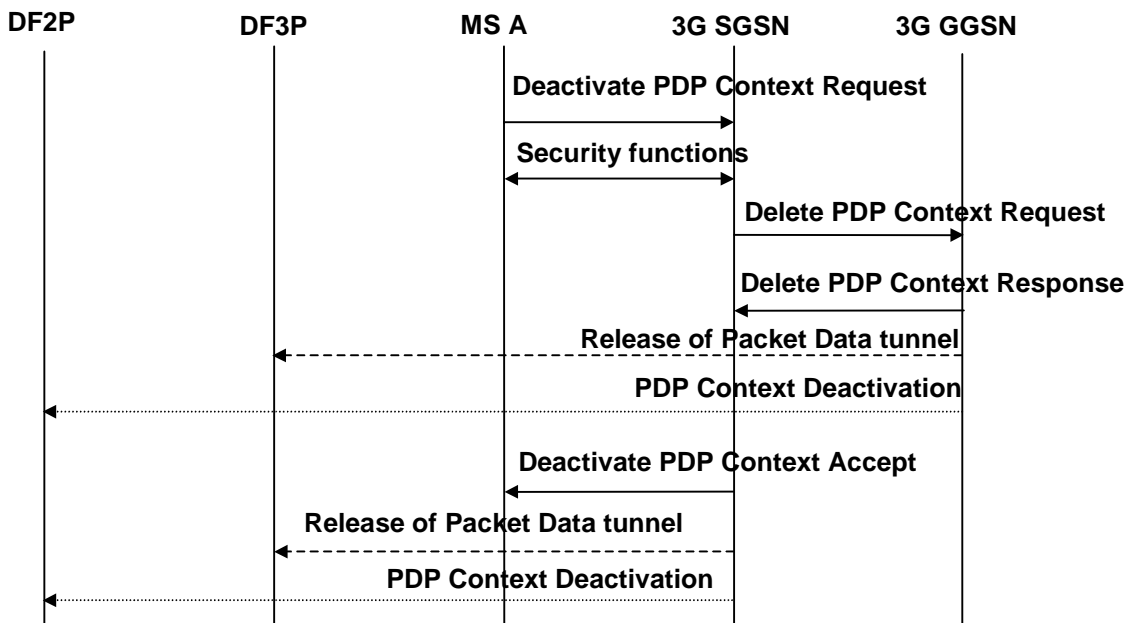 DF2P
DF3P
MS A
3G SGSN
3G GGSN
Deactivate PDP Context Request
Security functions
Delete PDP Context Request
Delete PDP Context Response
Release of Packet Data tunnel
PDP Context Deactivation
Deactivate PDP Context Accept
Release of Packet Data tunnel
PDP Context Deactivation